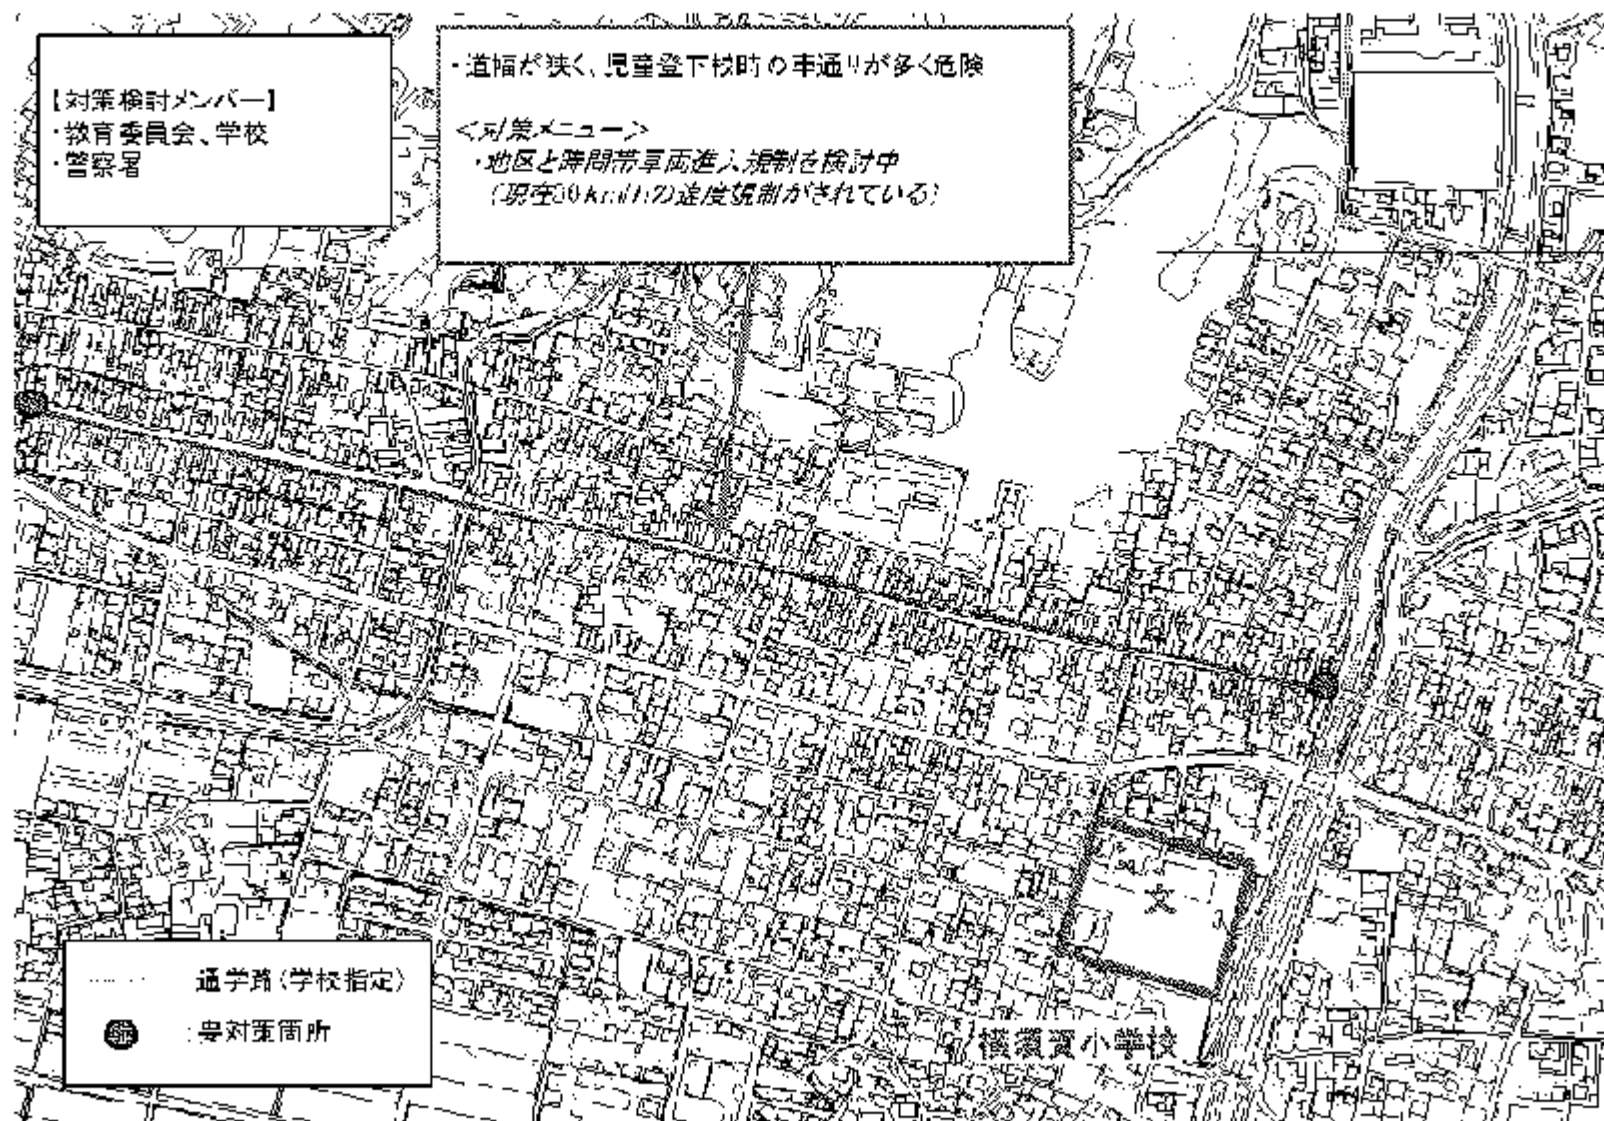 【対策検討メンバー】
・教育委員会、学校
・警察署
・道幅が狭く、児童登下校時の車通りが多く危険
＜対策メニュー＞
・地区と時間帯車両進入規制を検討中
（現在30km/hの速度規制がされている）
文
通学路（学校指定）
：要対策箇所
横須賀小学校